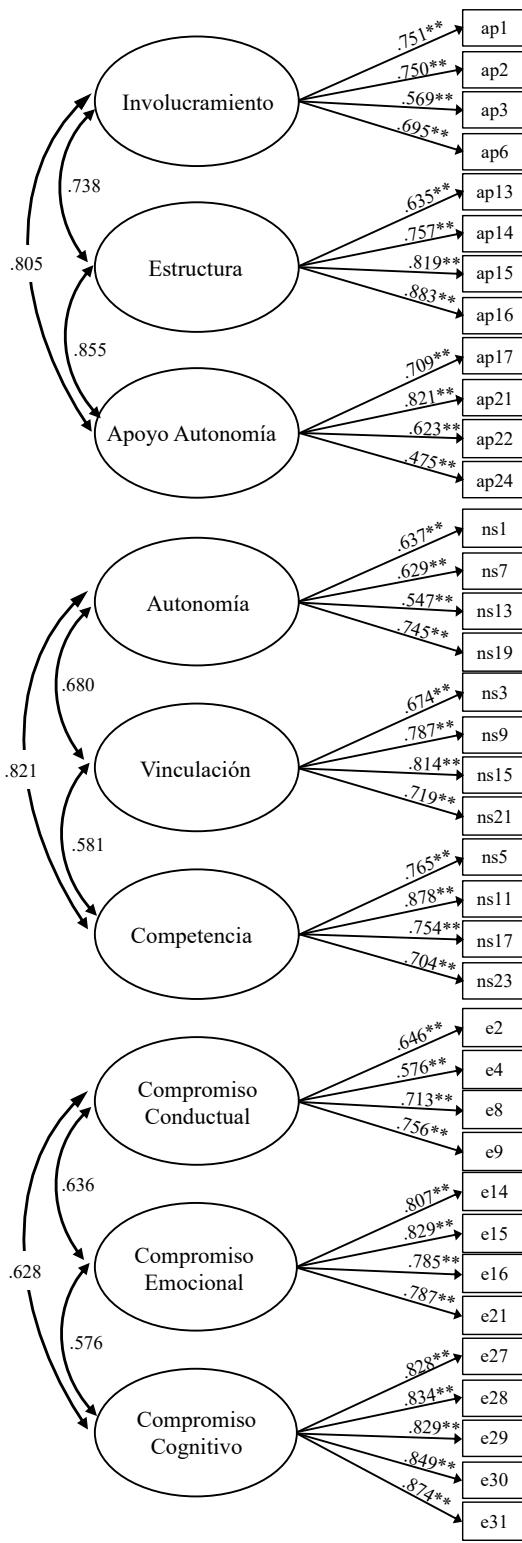 ap1
.751**
ap2
.750**
Involucramiento
.569**
ap3
.695**
ap6
.738
ap13
.635**
ap14
.757**
.805
Estructura
.819**
ap15
.883**
ap16
.855
ap17
.709**
ap21
.821**
Apoyo Autonomía
.623**
ap22
.475**
ap24
ns1
.637**
ns7
.629**
Autonomía
.547**
ns13
.745**
ns19
.680
ns3
.674**
ns9
.787**
.821
Vinculación
.814**
ns15
.719**
ns21
.581
ns5
.765**
ns11
.878**
Competencia
.754**
ns17
.704**
ns23
e2
.646**
e4
.576**
Compromiso
Conductual
.713**
e8
.756**
e9
.636
e14
.807**
e15
.829**
.628
Compromiso
Emocional
.785**
e16
.787**
e21
.576
e27
.828**
e28
.834**
Compromiso
Cognitivo
.829**
e29
.849**
e30
.874**
e31